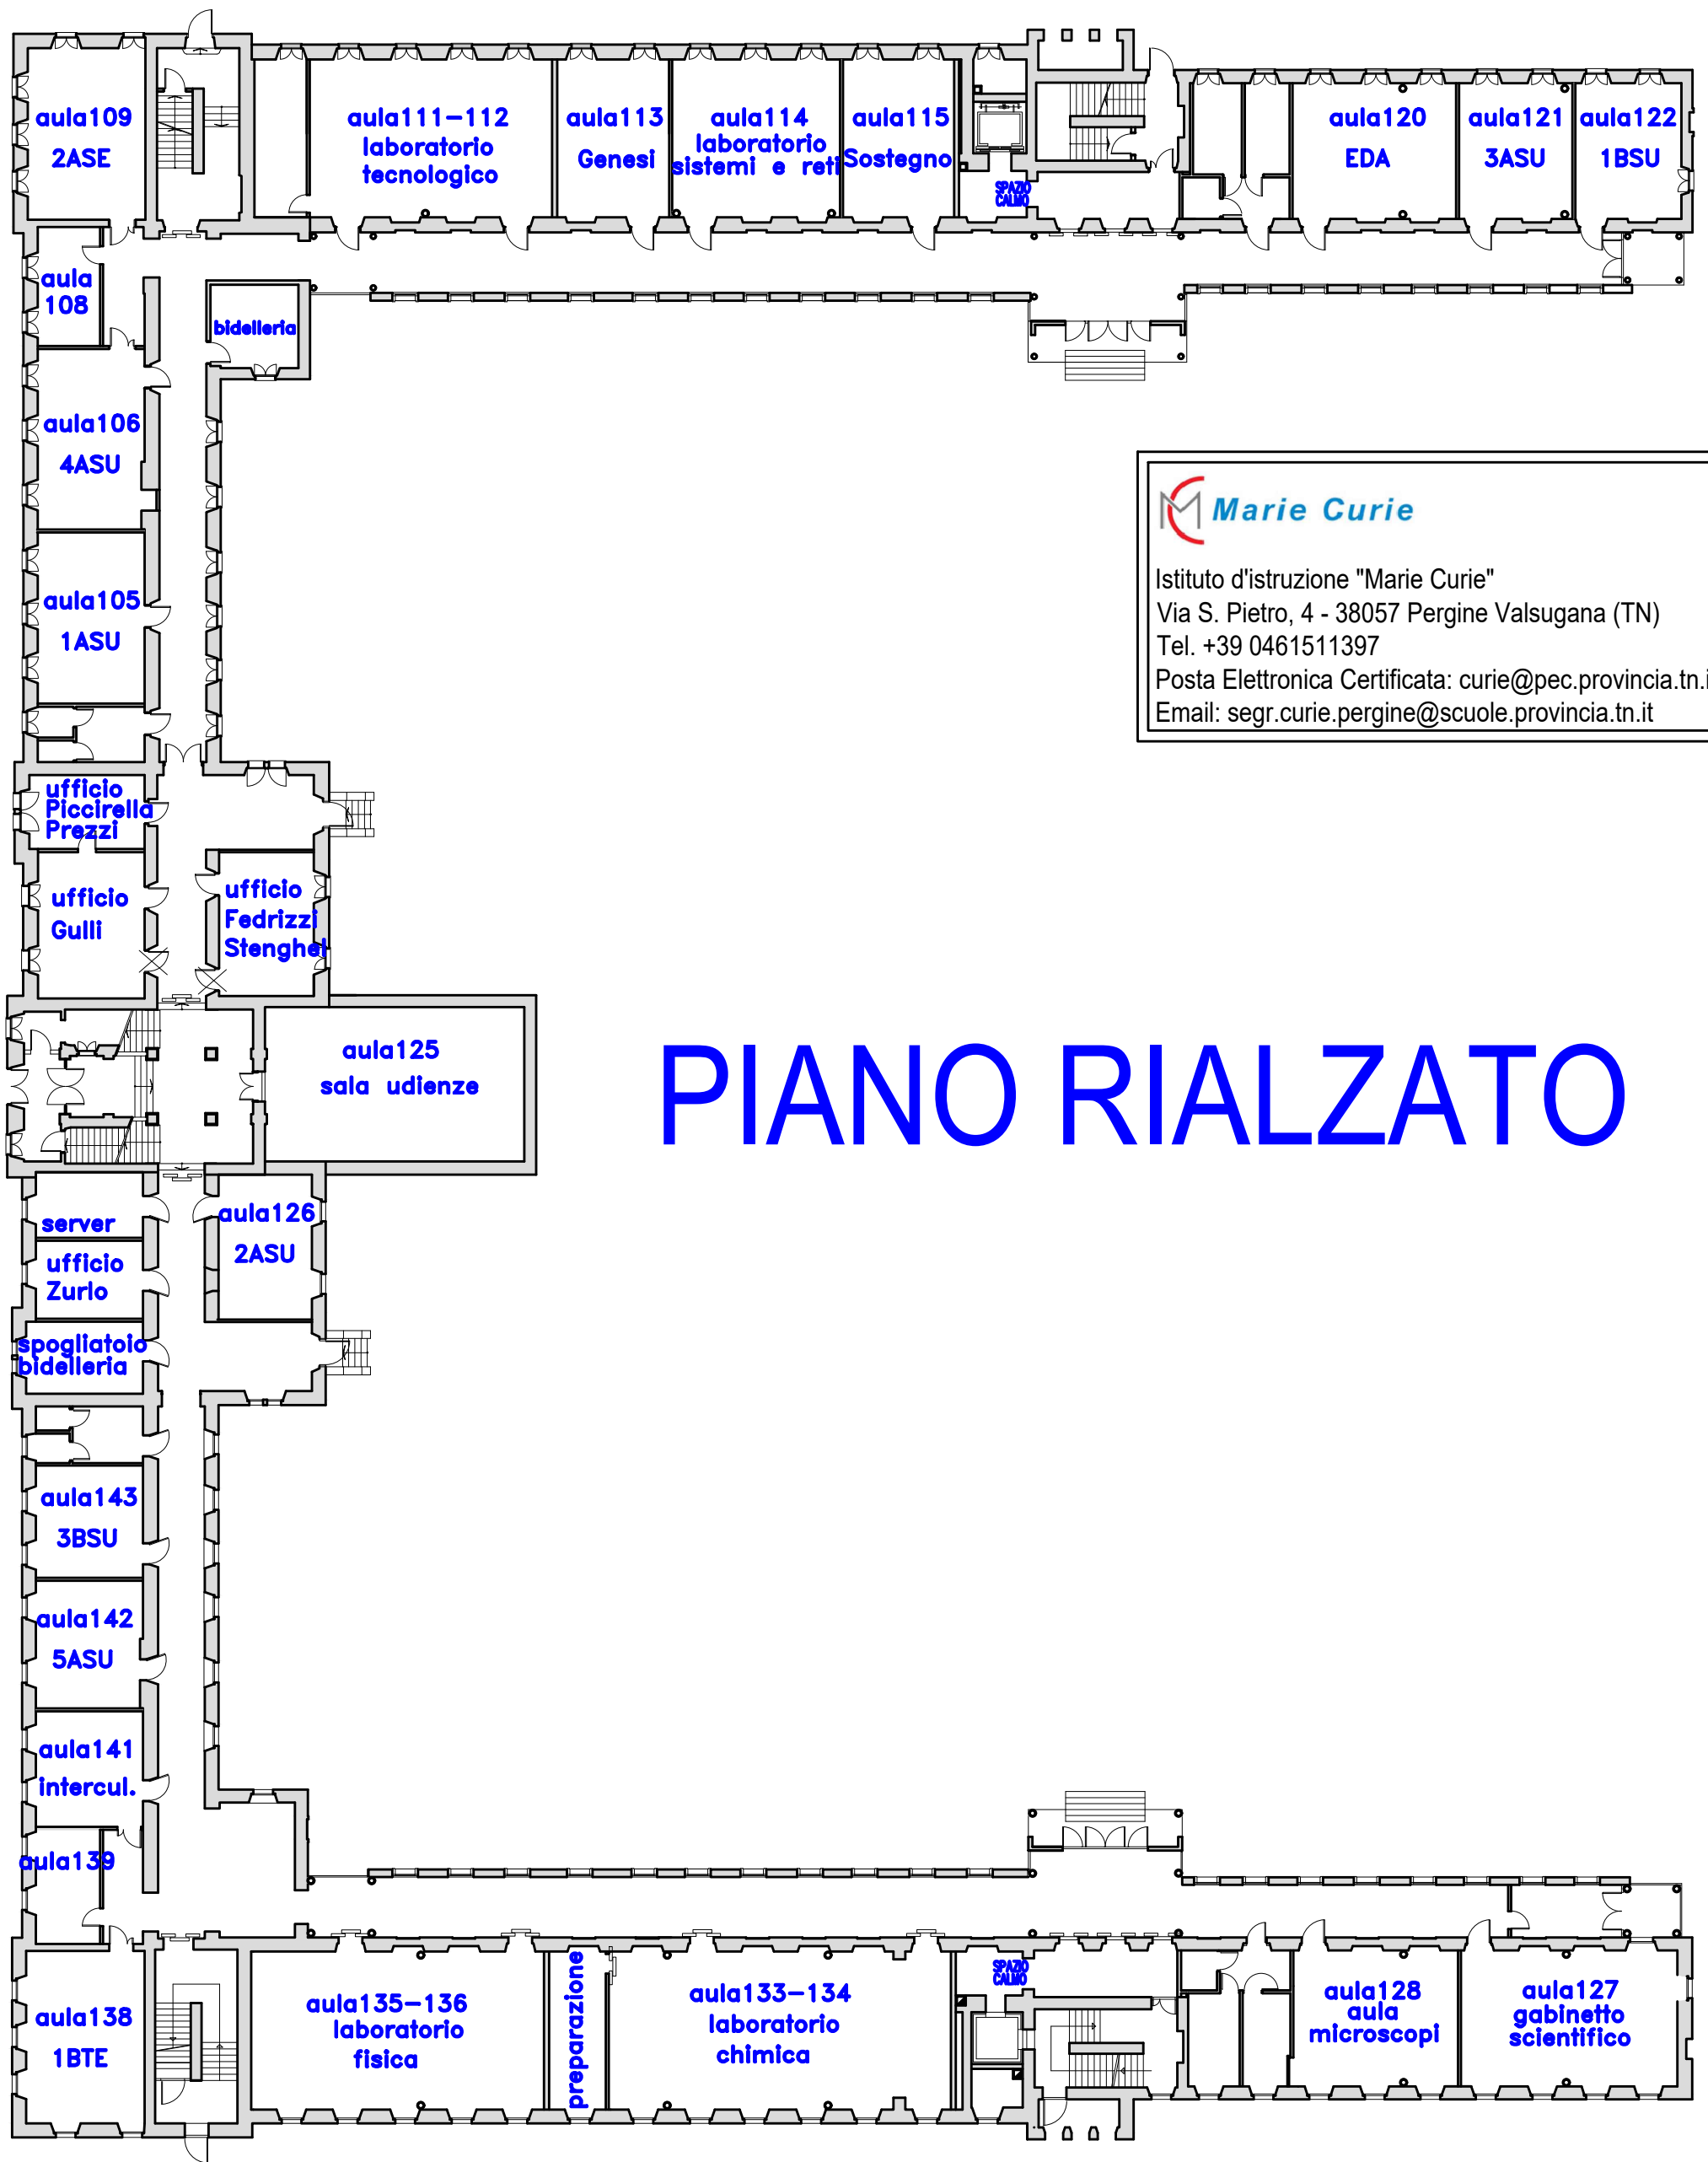 aula109
2ASE
aula111-112
laboratorio
tecnologico
aula113
Genesi
aula114
laboratorio
sistemi e reti
aula115
Sostegno
SPAZIO
CALMO
aula120
EDA
aula121
3ASU
aula122
1BSU
aula
108
bidelleria
aula106
4ASU
aula105
1ASU
Marie Curie
Istituto d'istruzione "Marie Curie"
Via S. Pietro, 4 - 38057 Pergine Valsugana (TN)
Tel. +39 0461511397
Posta Elettronica Certificata: curie@pec.provincia.tn.i
Email: segr.curie.pergine@scuole.provincia.tn.it
ufficio
Piccirella
Prezzi
ufficio
Gulli
ufficio
Fedrizzi
Stenghel
aula125
sala udienze
PIANO RIALZATO
server
ufficio
Zurlo
spogliatoio
bidelleria
aula126
2ASU
aula143
3BSU
aula142
5ASU
aula141
intercul.
aula139
aula138
1BTE
aula135-136
laboratorio
fisica
preparazione
aula133-134
laboratorio
chimica
SPAZIO
CALMO
aula128
aula
microscopi
aula127
gabinetto
scientifico